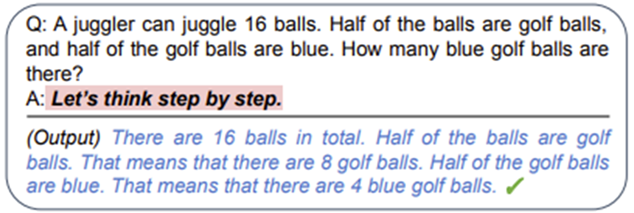 Q: A juggler can juggle 16 balls. Half of the balls are golf balls,
and half of the golf balls are blue. How many blue golf balls are
there?
A: Let's think step by step.
(Output) There are 16 balls in total. Half of the balls are golf
balls. That means that there are 8 golf balls. Half of the golf balls
are blue. That means that there are 4 blue golf balls. ✓